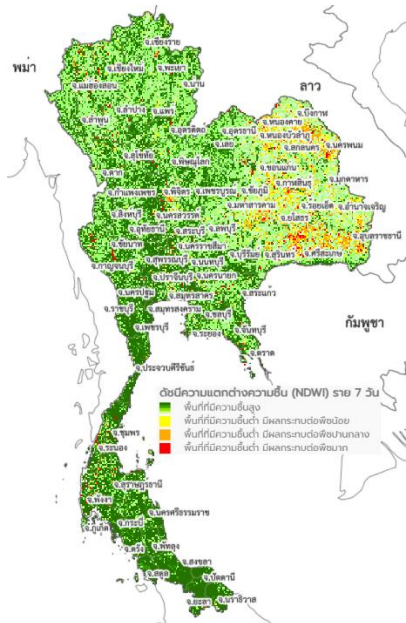 จ.เชียงราย
พม่า
จ.เชียงใหม่
จ.พะเยา
ลาว
จ.แม่ฮ่องสอน
จ.น่าน
จ.บึงกาฬ
จ.ลำปาง
จ.แพร่
จ.หนองคาย
จ.ลำพูน
จ.อุตรดิตถ์
จ.อุดรธานี
จ.หนองบัวลำภู
จ.นครพนม
จ.เลย
จ.สกลนคร
จ.สุโขทัย
จ.พิษณุโลก
จ.ขอนแก่น
จ.ตาก
จ.มุกดาหาร
จ.กำแพงเพชร
จ.พิจิตร
จ.เพชรบูรณ์
จ.ชัยภูมิ
จ.กาฬสินธุ์
จ.มหาสารคาม
จ.ร้อยเอ็ด
จ.อำนาจเจริญ
จ.สิงห์บุรี
จ.นครสวรรค์
จ.ยโสธร
จ.อุทัยธานี
จ.สระบุรี
จ.ลพบุรี
จ.อุบลราชธานี
จ.ชัยนาท
จ.นครราชสีมา
จ.บุรีรัมย์
จ.สุรินทร์
จ.ศรีสะเกษ
จ.กาญจนบุรี
จ.สุพรรณบุรี
จ.นนทบุรี
จ.ปราจีนบุรี
จ.นครนายก
จ.สระแก้ว
จ.นครปฐม
จ.สมุทรสาคร
จ.ราชบุรี
จ.สมุทรสงคราม
จ.ชลบุรี
กัมพูชา
จ.เพชรบุรี
จ.ระยอง
จ.จันทบุรี
จ.ตราด
จ.ประจวบคีรีขันธ์
ดัชนีความแตกต่างความชื้น (NDWI) ราย 7 วัน
พื้นที่ที่มีความชื้นสูง
พื้นที่ที่มีความชื้นต่ำ มีผลกระทบต่อพืชน้อย
พื้นที่ที่มีความชื้นต่ำ มีผลกระทบต่อพืชปานกลาง
พื้นที่ที่มีความชื้นต่ำ มีผลกระทบต่อพืชมาก
จ.ชุมพร
จ.ระนอง
จ.สุราษฎร์ธานี
จ.พังงา
จ.นครศรีธรรมราช
จ.ภูเก็ต
จ.กระบี่
จ.ตรัง
จ.พัทลุง
จ.สงขลา
จ.สตูล
จ.ปัตตานี
จ.ยะลา
จ.นราธิวาส